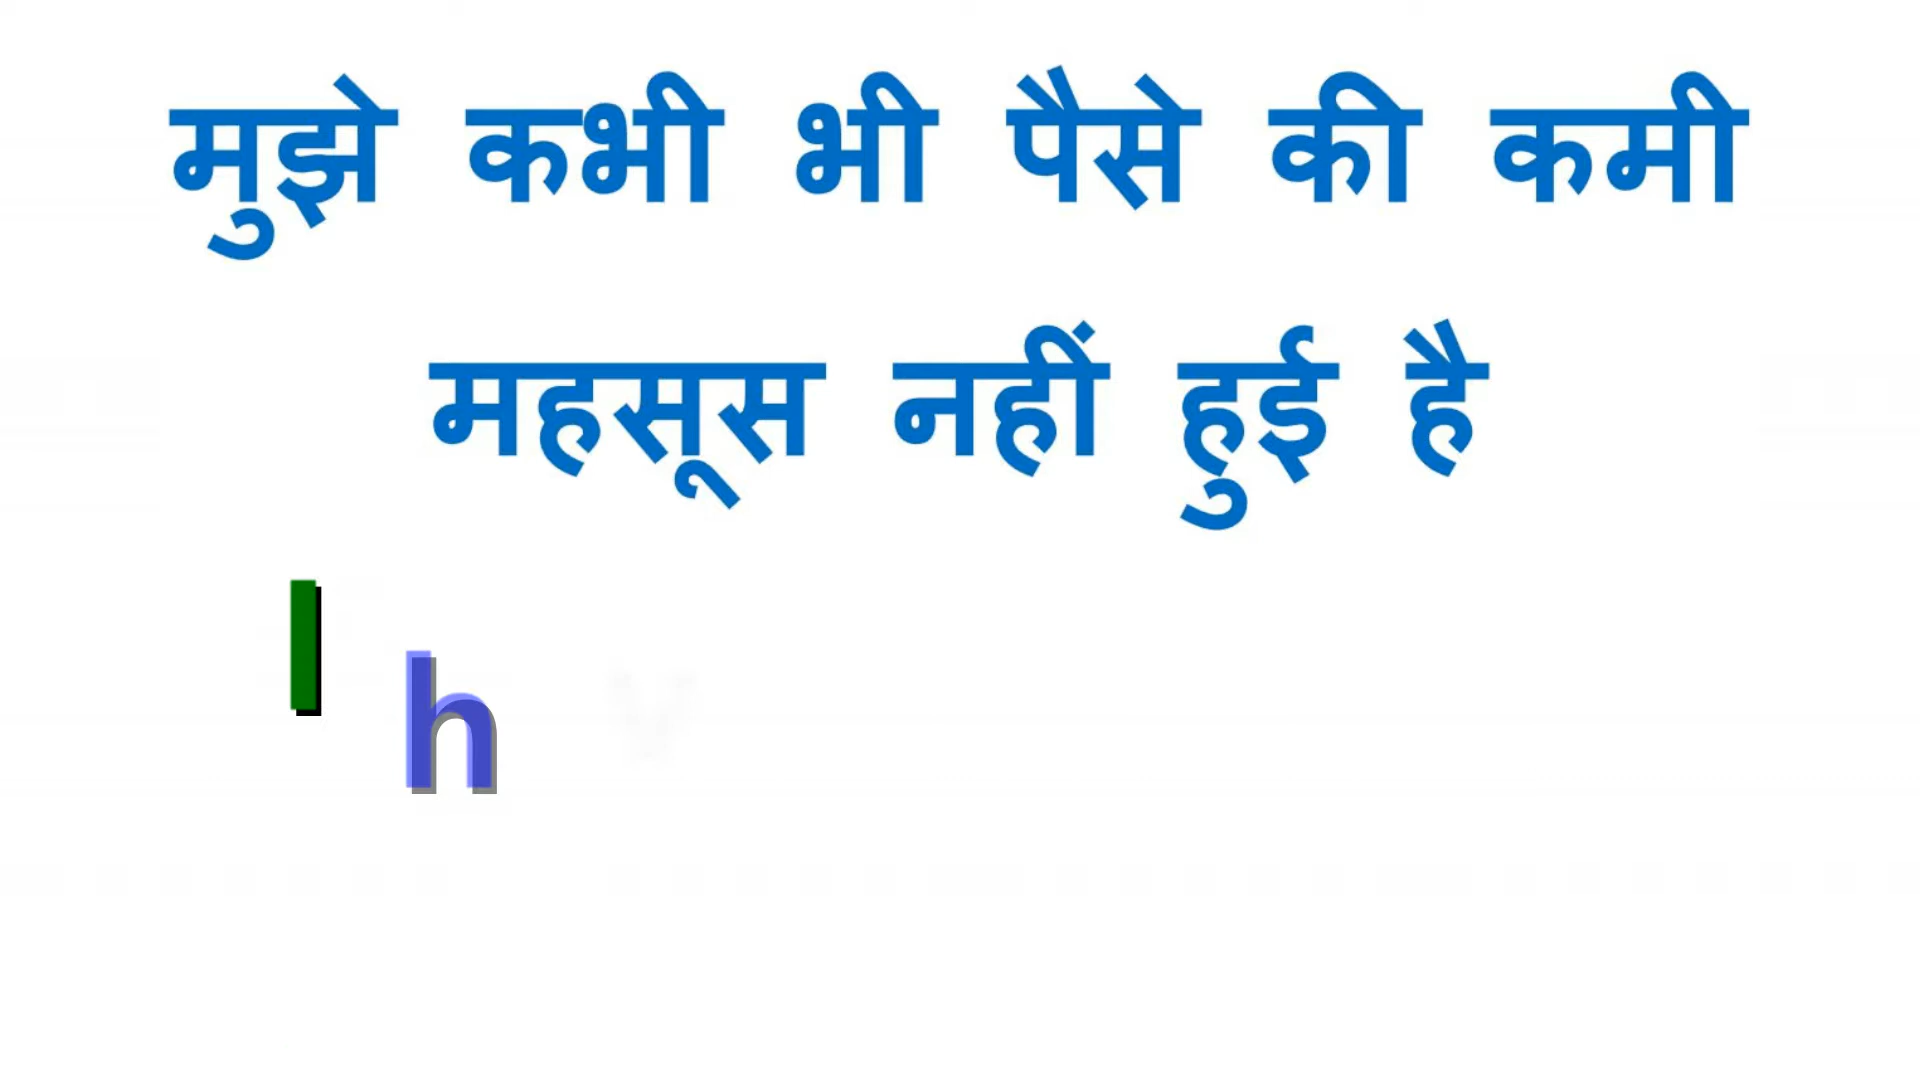 मुझे कभी भी पैसे की कमी
महसूस नहीं हुई है
I h